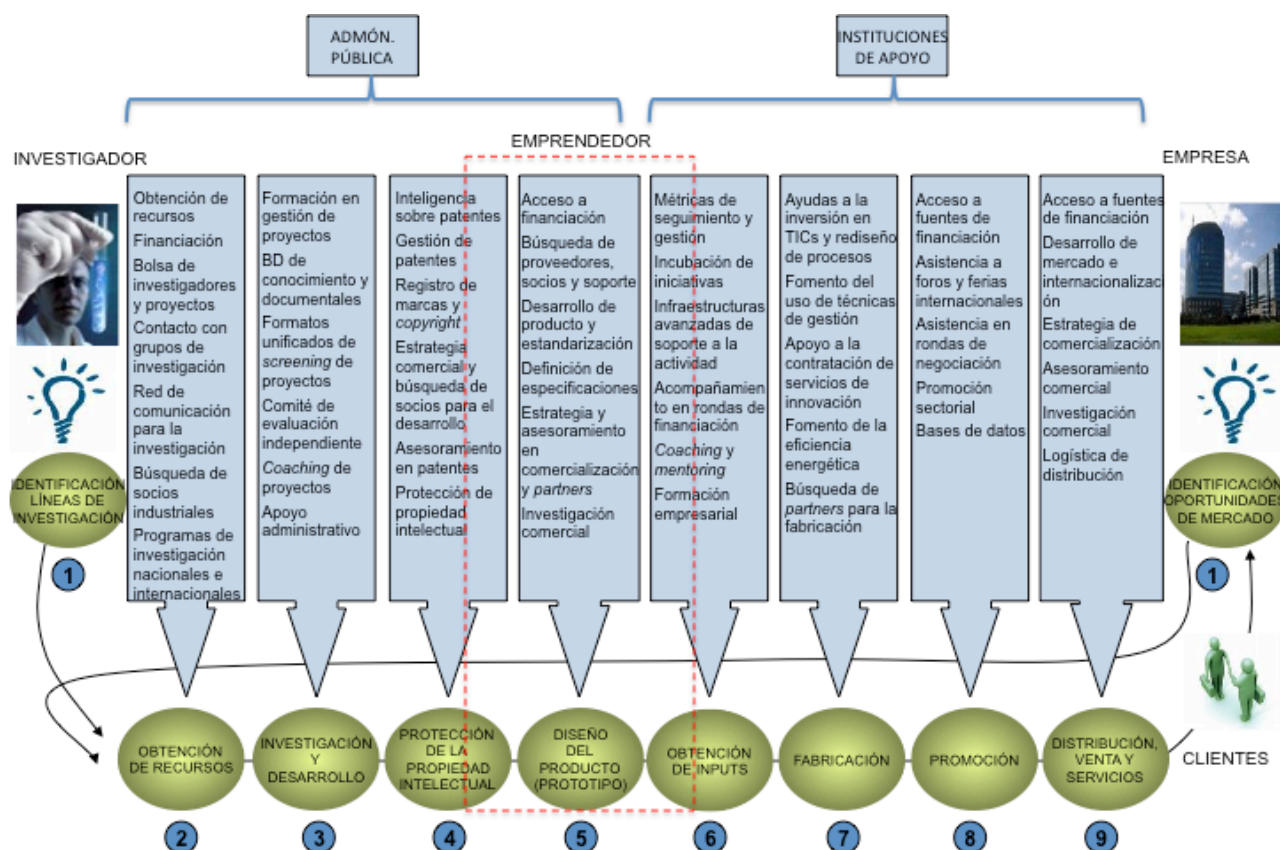 ADMÓN.
PÚBLICA
INSTITUCIONES
DE APOYO
INVESTIGADOR
EMPRENDEDOR
EMPRESA
Obtención de
recursos
Financiación
Bolsa de
investigadores
y proyectos
Contacto con
grupos de
investigación
Red de
comunicación
para la
investigación
Búsqueda de
socios
industriales
Programas de
investigación
nacionales e
internacionales
Formación en
gestión de
proyectos
BD de
conocimiento y
documentales
Formatos
unificados de
screening de
proyectos
Comité de
evaluación
independiente
Coaching de
proyectos
Apoyo
administrativo
Inteligencia
sobre patentes
Gestión de
patentes
Registro de
marcas y
copyright
Estrategia
comercial y
búsqueda de
socios para el
desarrollo
Asesoramiento
en patentes
Protección de
propiedad
intelectual
Acceso a
financiación
Búsqueda de
proveedores,
socios y soporte
Desarrollo de
producto y
estandarización
Definición de
especificaciones
Estrategia y
asesoramiento
en
comercialización
y partners
Investigación
comercial
Métricas de
seguimiento y
gestión
Incubación de
iniciativas
Infraestructuras
avanzadas de
soporte a la
actividad
Acompañamien
to en rondas de
financiación
Coaching y
mentoring
Formación
empresarial
Ayudas a la
inversión en
TICs y rediseño
de procesos
Fomento del
uso de técnicas
de gestión
Apoyo a la
contratación de
servicios de
innovación
Fomento de la
eficiencia
energética
Búsqueda de
partners para la
fabricación
Acceso a
fuentes de
financiación
Asistencia a
foros y ferias
internacionales
Asistencia en
rondas de
negociación
Promoción
sectorial
Bases de datos
Acceso a fuentes
de financiación
Desarrollo de
mercado e
internacionalizaci
ón
Estrategia de
comercialización
Asesoramiento
comercial
Investigación
comercial
Logística de
distribución
IDENTIFICACIÓN
LÍNEAS DE
INVESTIGACIÓN
1
IDENTIFICACIÓN
OPORTUNIDADES
DE MERCADO
1
OBTENCIÓN
DE RECURSOS
INVESTIGACIÓN
Y
DESARROLLO
PROTECCIÓN
DE LA
PROPIEDAD
INTELECTUAL
DISEÑO
DEL
PRODUCTO
(PROTOTIPO)
OBTENCIÓN
DE INPUTS
FABRICACIÓN
PROMOCIÓN
DISTRIBUCIÓN,
VENTA Y
SERVICIOS
CLIENTES
2
3
4
5
6
7
8
9